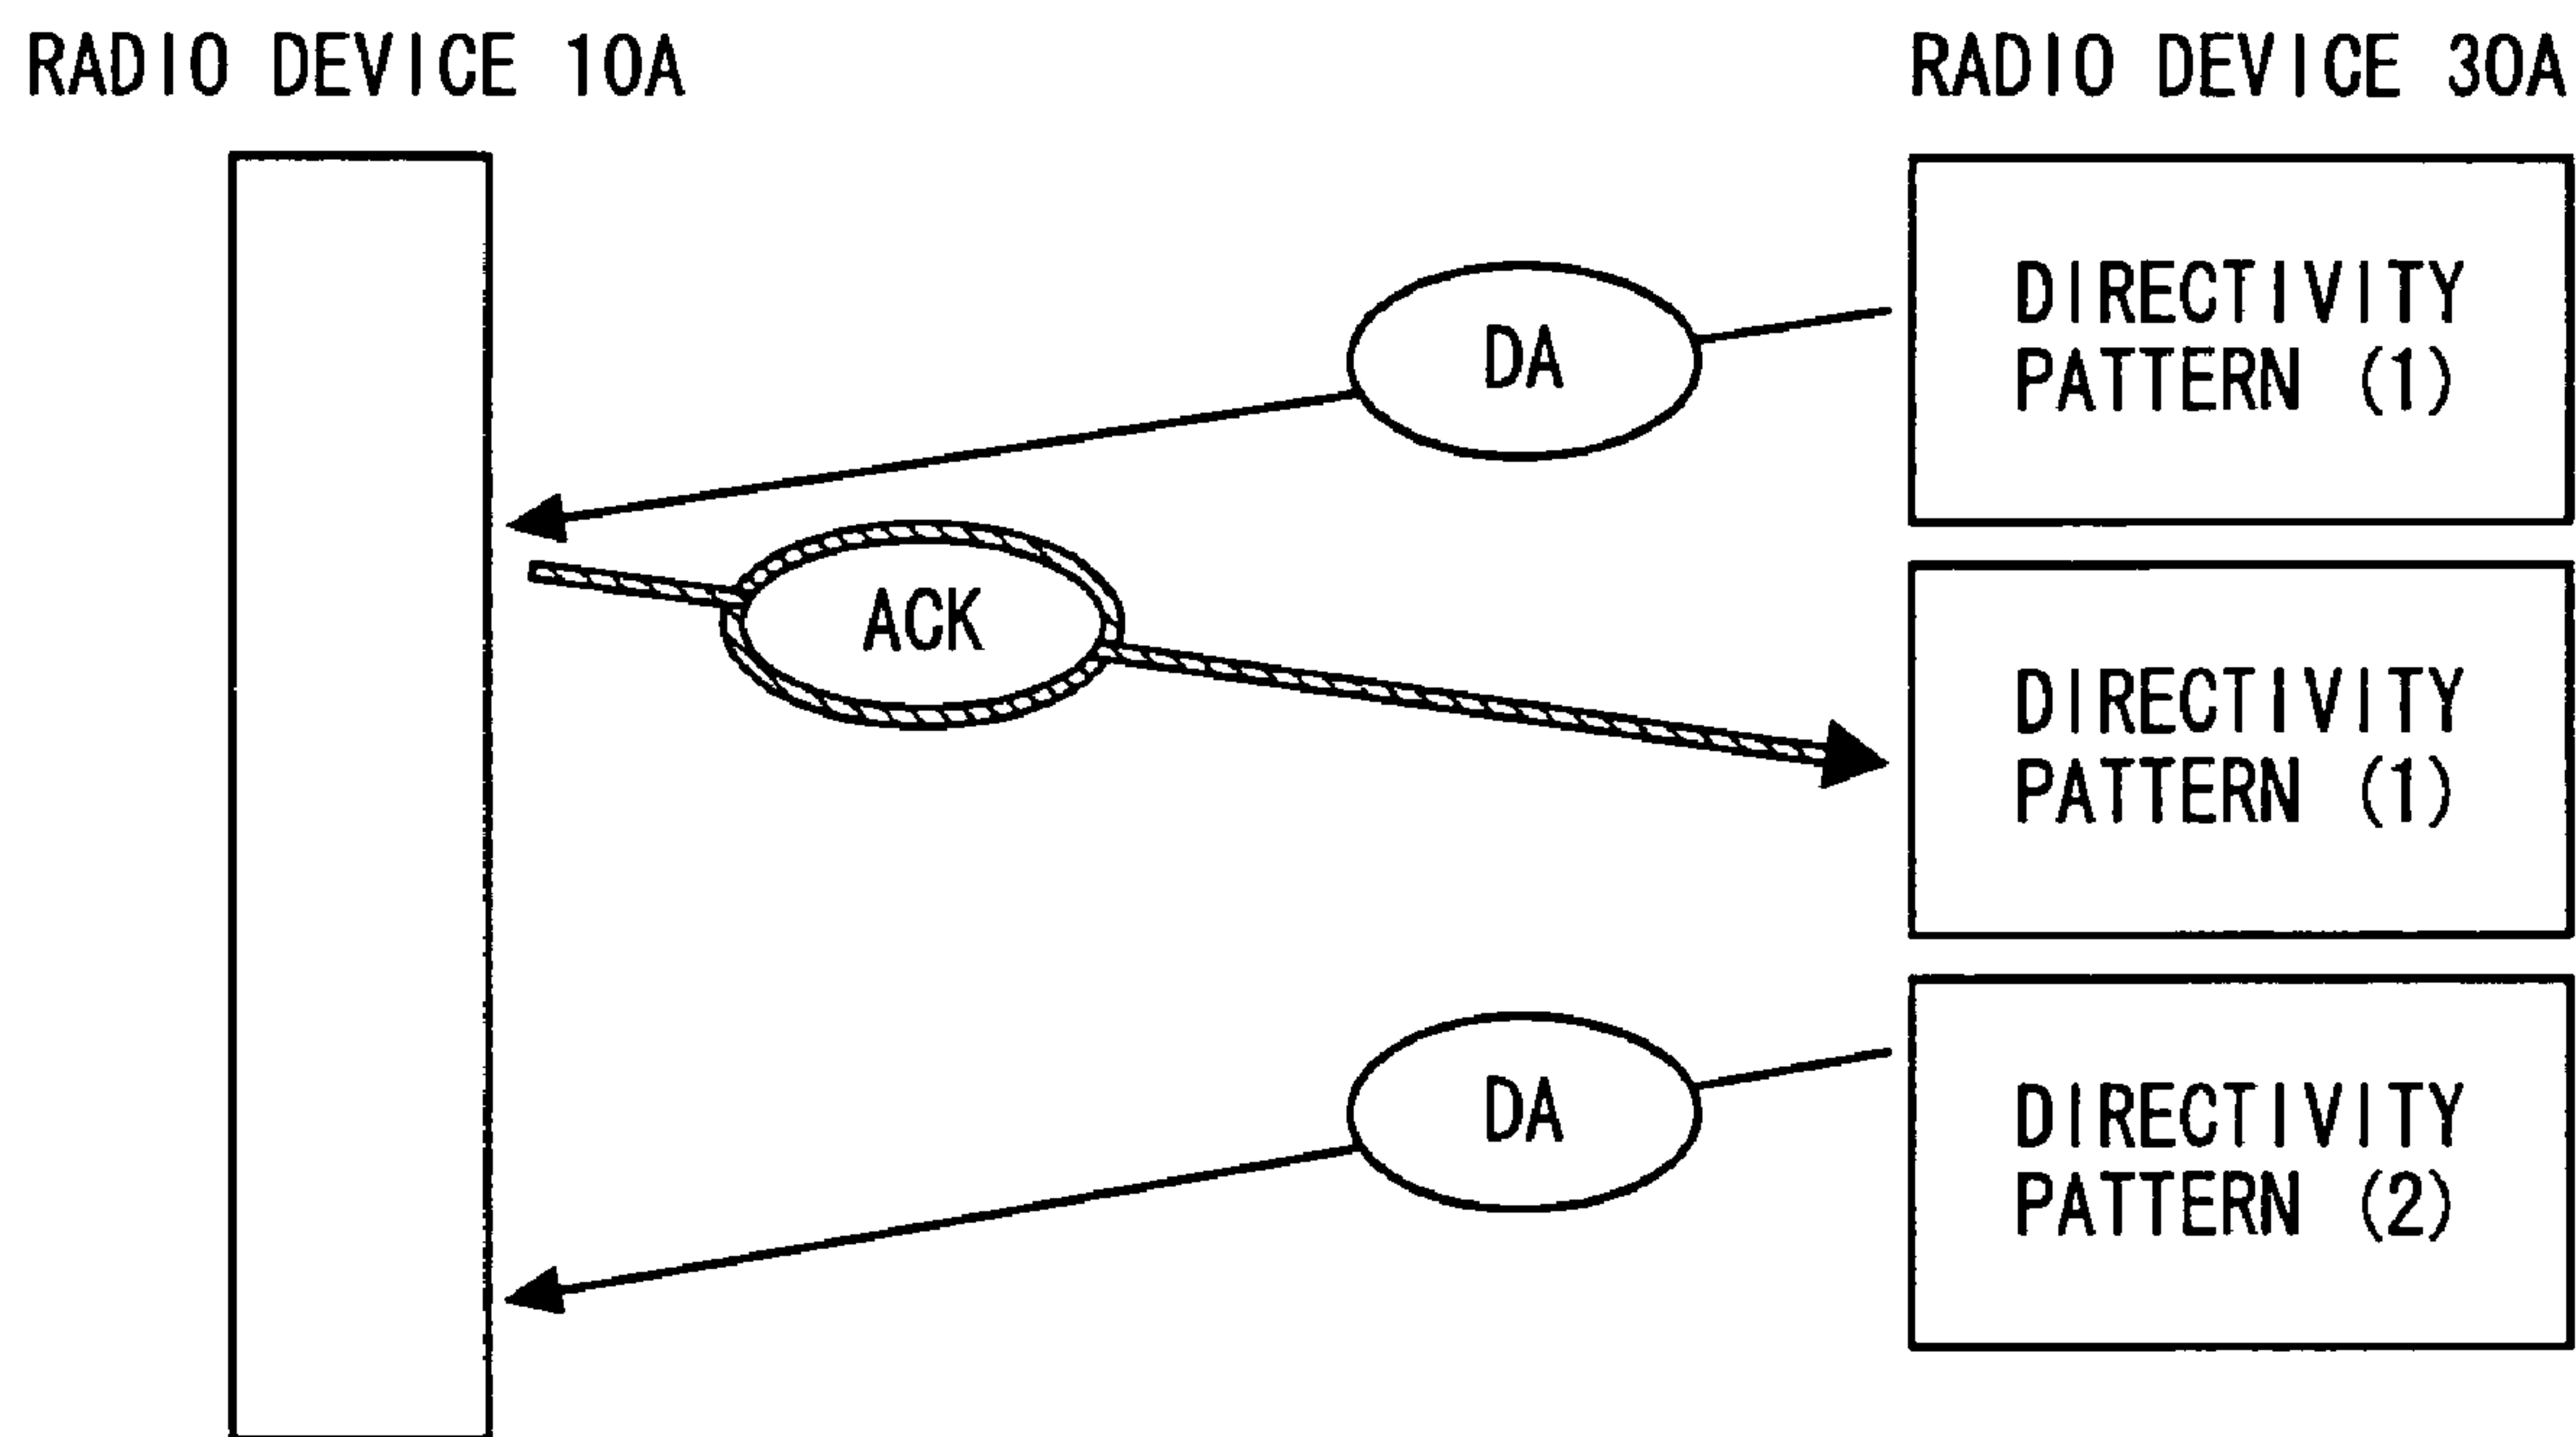 RADIO DEVICE 10A
RADIO DEVICE 30A
DIRECTIVITY
PATTERN (1)
DA
ACK
DIRECTIVITY
PATTERN (1)
DA
DIRECTIVITY
PATTERN (2)